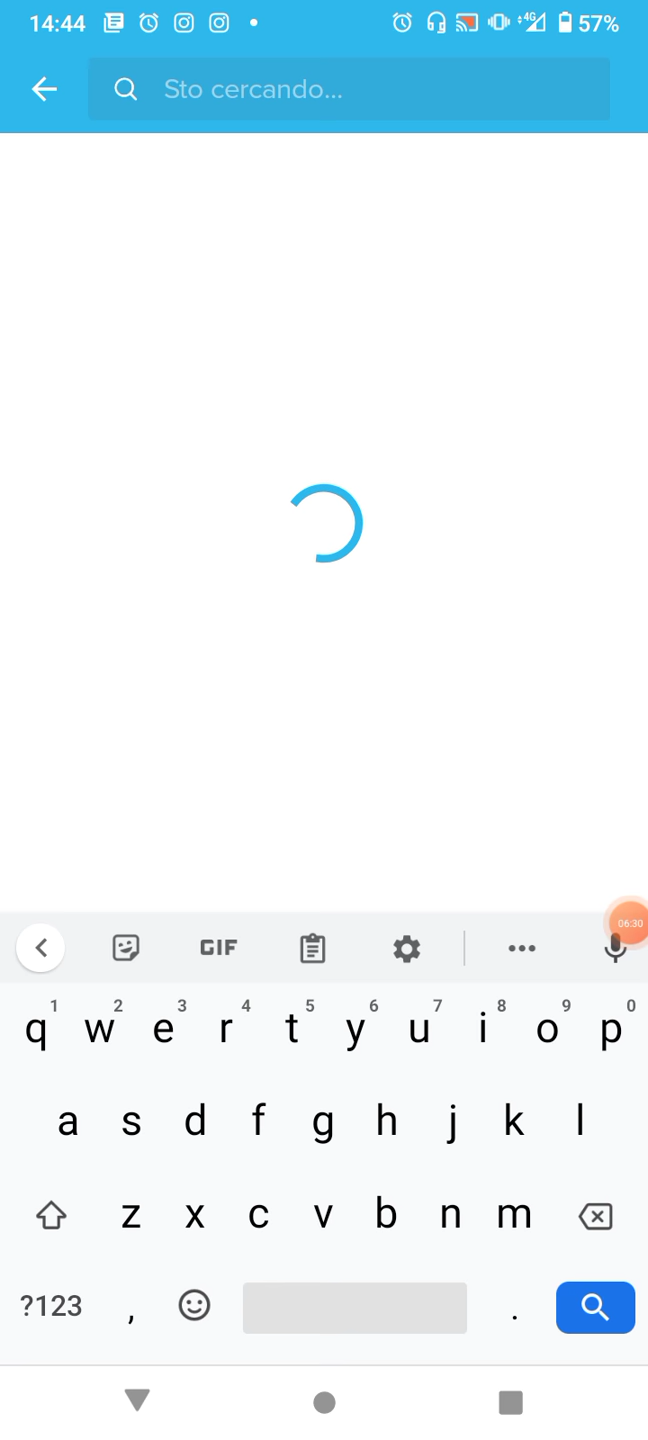 14:44 4G 57%
Sto cercando...
GIF
06:30
1 2 3 4 5 6 7 8 9 0
q w e r t y u i o p
a s d f g h j k l
z x c v b n m
?123 , .